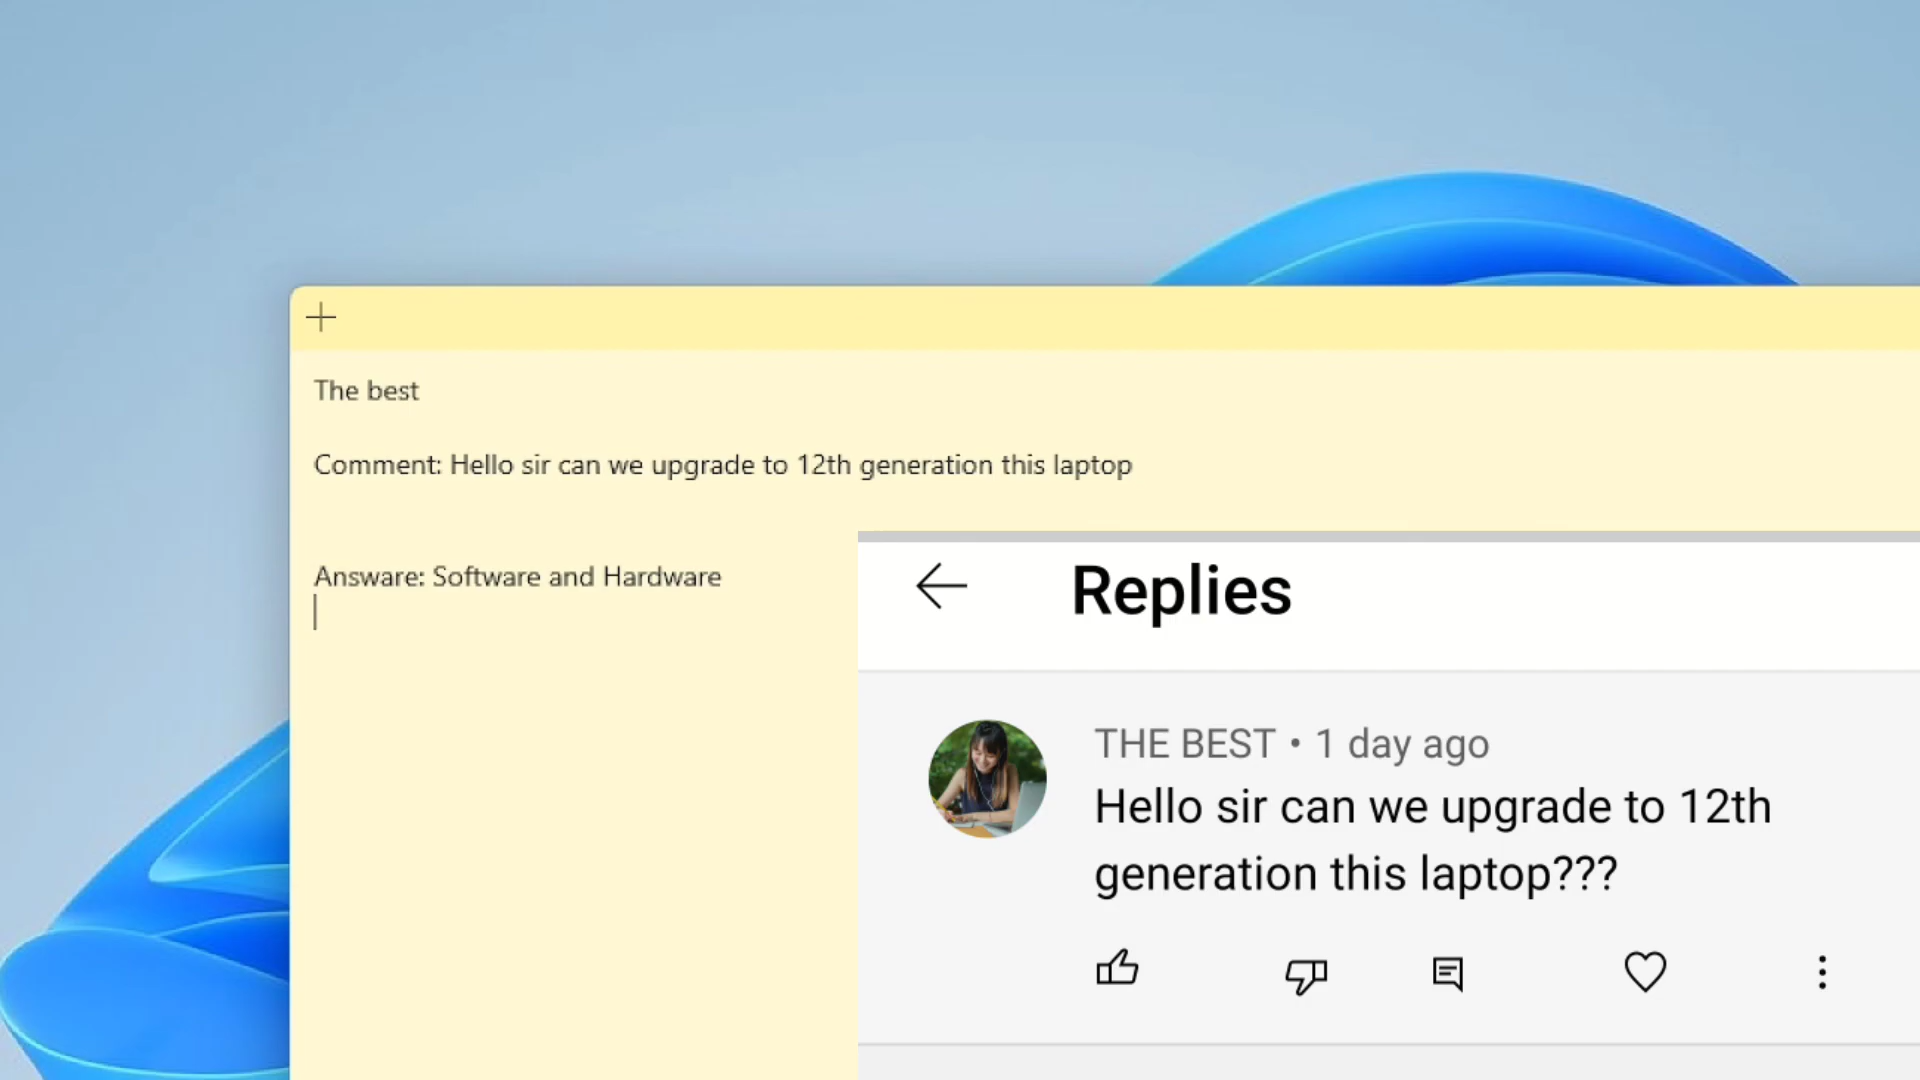 The best
Comment: Hello sir can we upgrade to 12th generation this laptop
Answare: Software and Hardware
Replies
THE BEST • 1 day ago
Hello sir can we upgrade to 12th
generation this laptop???